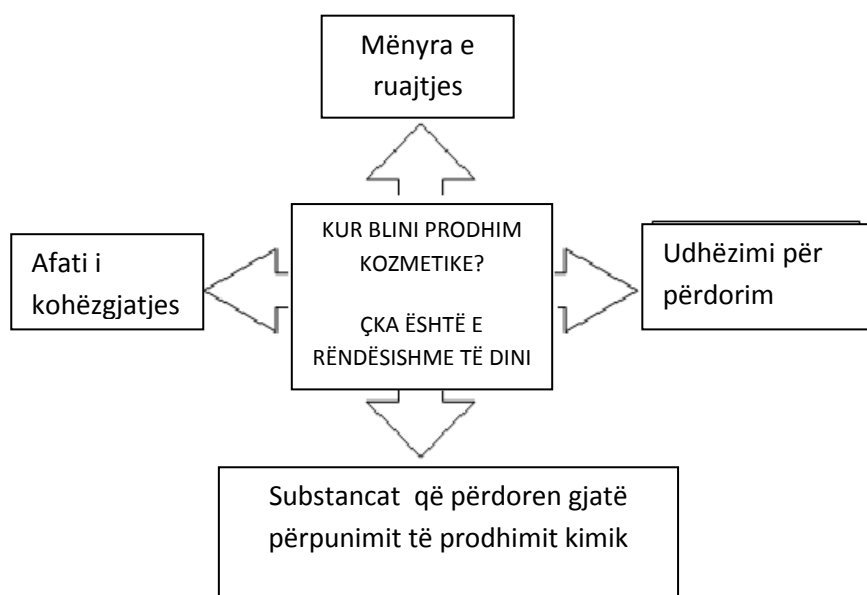 Mënyra e
ruajtjes
KUR BLINI PRODHIM
KOZMETIKE?
ÇKA ËSHTË E
RËNDËSISHME TË DINI
Afati i
kohëzgjatjes
Udhëzimi për
përdorim
Substancat që përdoren gjatë
përpunimit të prodhimit kimik